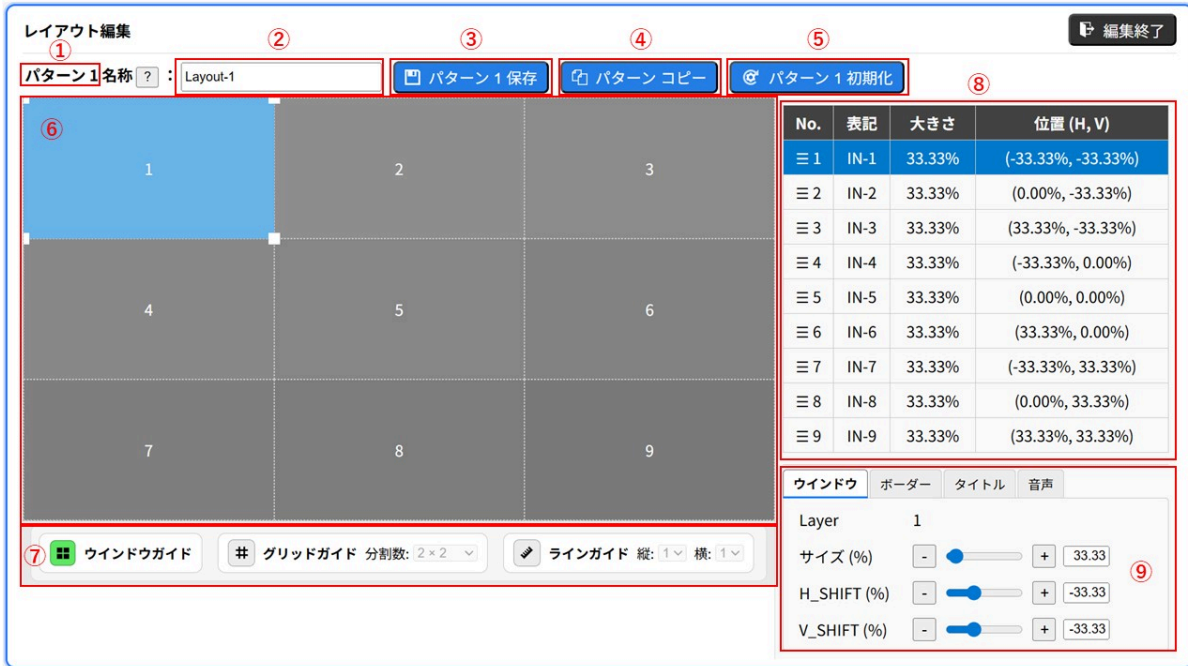 レイアウト編集
編集終了
① ② ③ ④ ⑤
パターン 1 名称 ? : Layout-1 パターン 1 保存 パターン コピー パターン 1 初期化
⑧
⑥
1 2 3
4 5 6
7 8 9
No. 表記 大きさ 位置 (H, V)
☰ 1 IN-1 33.33% (-33.33%, -33.33%)
☰ 2 IN-2 33.33% (0.00%, -33.33%)
☰ 3 IN-3 33.33% (33.33%, -33.33%)
☰ 4 IN-4 33.33% (-33.33%, 0.00%)
☰ 5 IN-5 33.33% (0.00%, 0.00%)
☰ 6 IN-6 33.33% (33.33%, 0.00%)
☰ 7 IN-7 33.33% (-33.33%, 33.33%)
☰ 8 IN-8 33.33% (0.00%, 33.33%)
☰ 9 IN-9 33.33% (33.33%, 33.33%)
⑦ ウインドウガイド # グリッドガイド 分割数: 2 × 2 ラインガイド 縦: 1 横: 1
ウインドウ ボーダー タイトル 音声
Layer 1
サイズ (%) - + 33.33
⑨
H_SHIFT (%) - + -33.33
V_SHIFT (%) - + -33.33